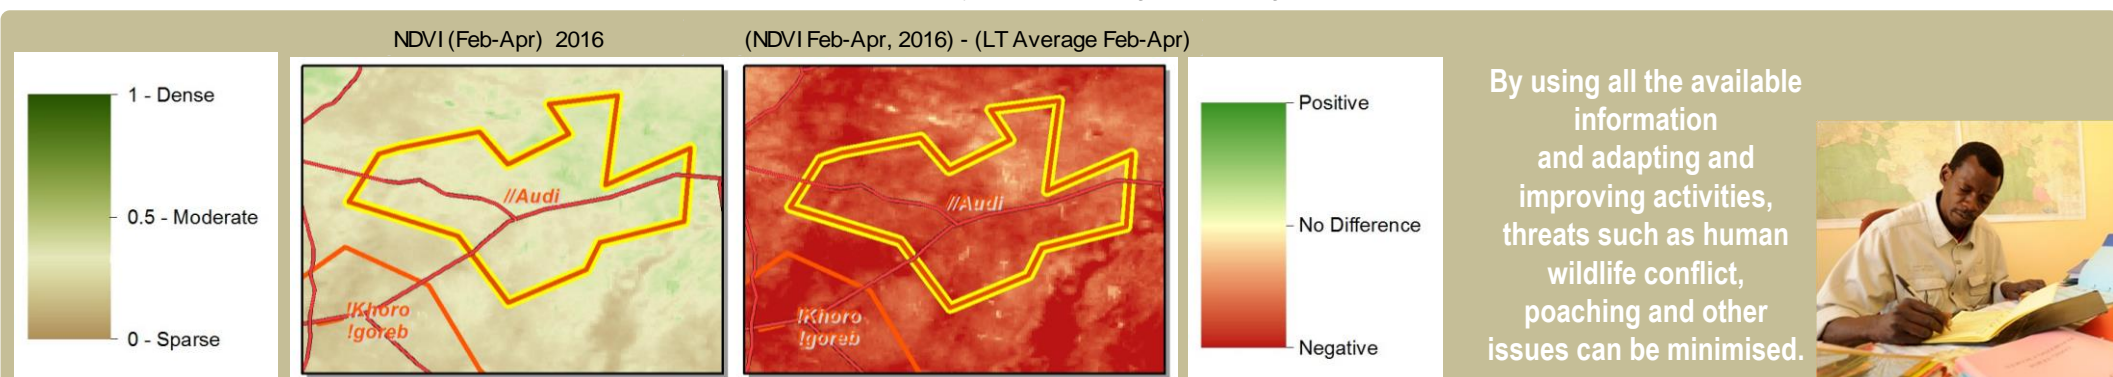 NDVI (Feb-Apr) 2016
(NDVI Feb-Apr, 2016) - (LT Average Feb-Apr)
1 - Dense
0.5 - Moderate
0 - Sparse
//Audi
!Khoro
!goreb
//Audi
!Khoro
!goreb
Positive
No Difference
Negative
By using all the available
information
and adapting and
improving activities,
threats such as human
wildlife conflict,
poaching and other
issues can be minimised.